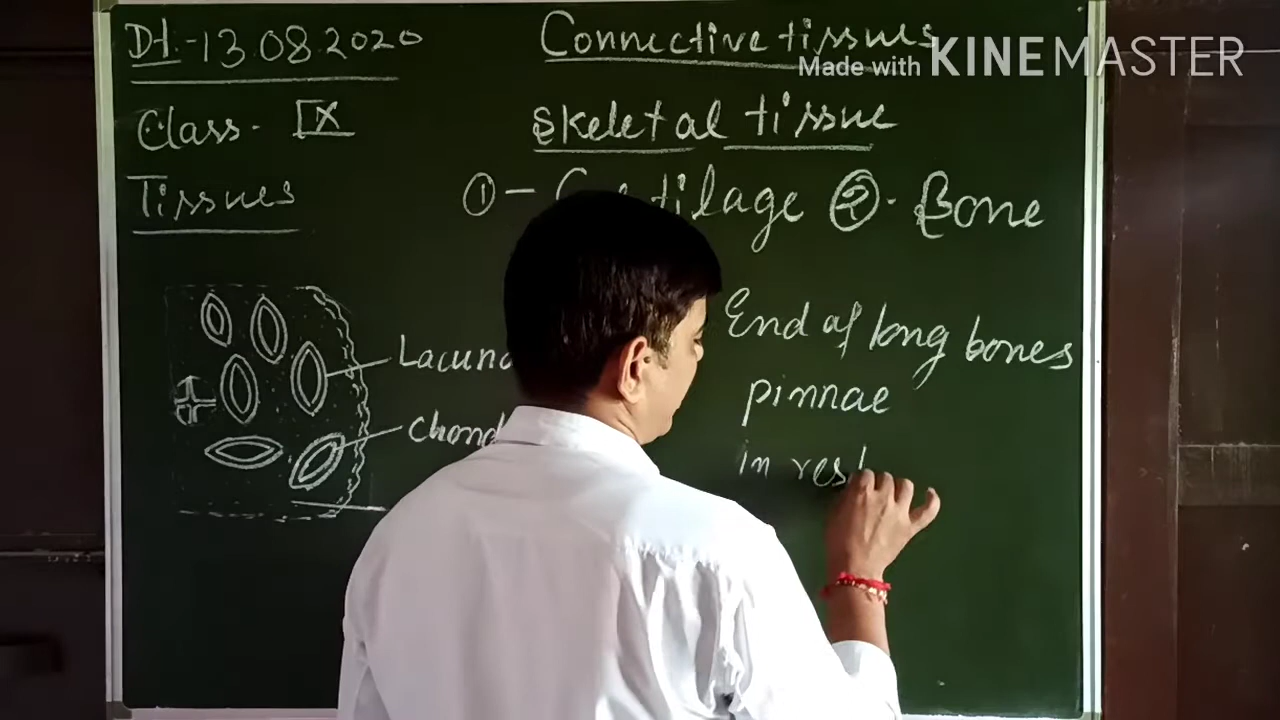 Dt.-13.08.2020
Connective tissues
Made with KINEMASTER
Class- IX
Skeletal tissue
Tissues
① - C tilage ②. Bone
End of long bones
Lacuna
pinnae
Chond
in res